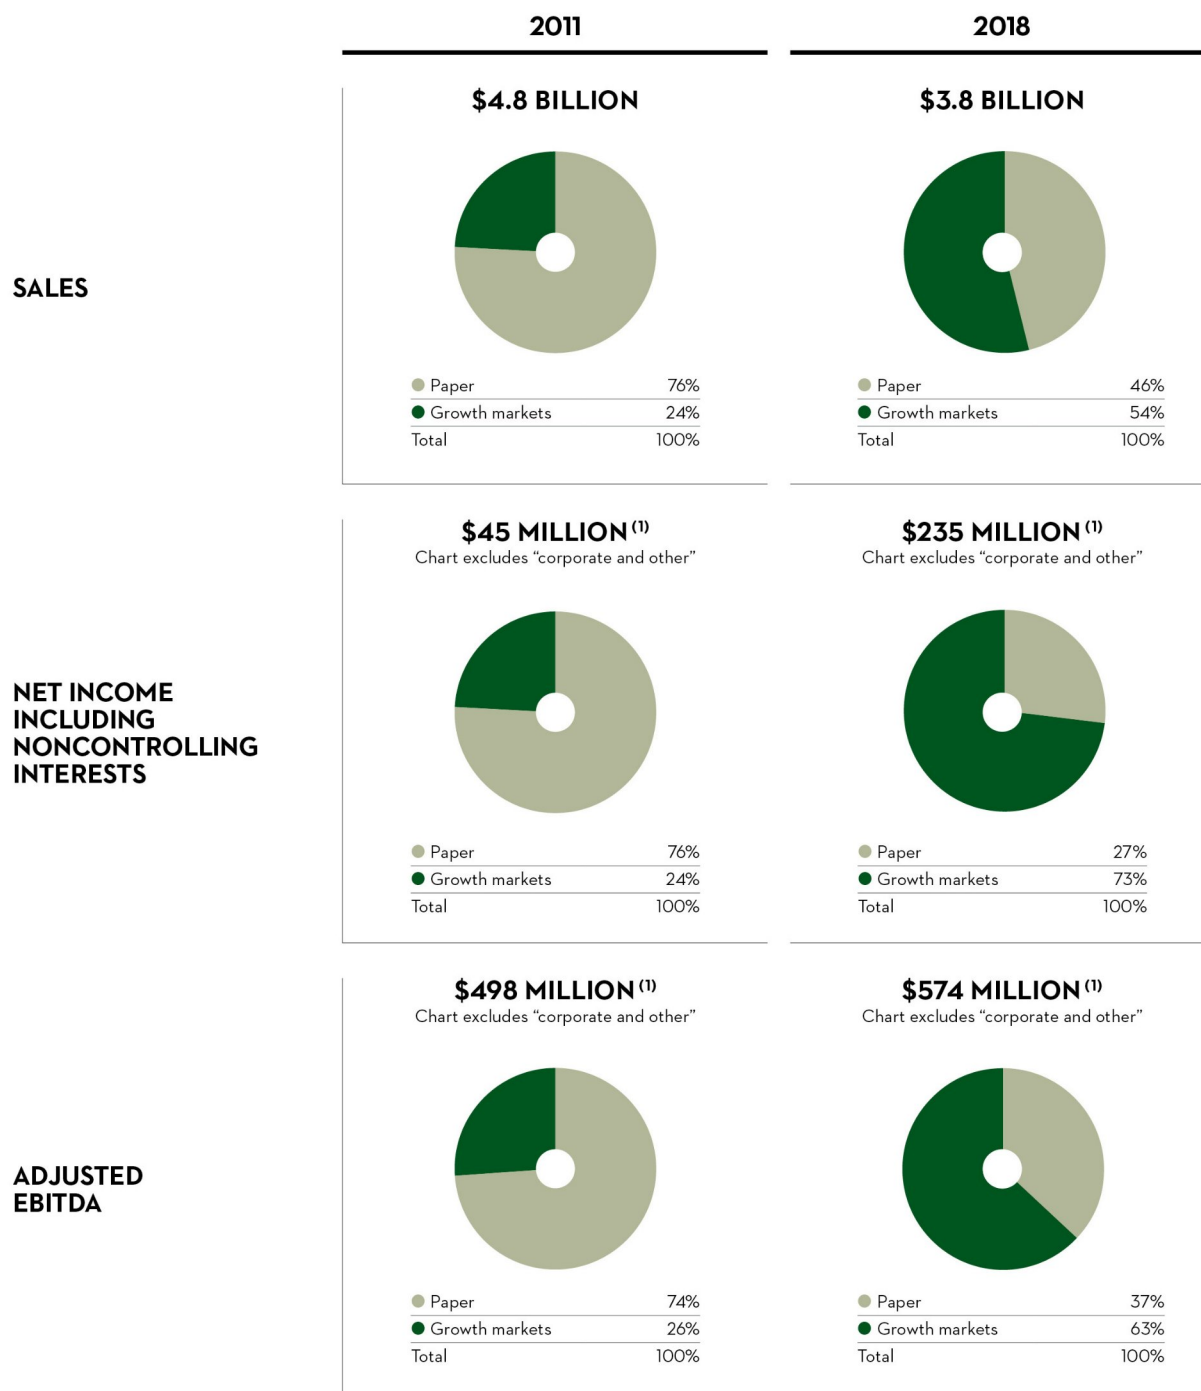 2011
2018
SALES
$4.8 BILLION
Paper 76%
Growth markets 24%
Total 100%
$3.8 BILLION
Paper 46%
Growth markets 54%
Total 100%
NET INCOME
INCLUDING
NONCONTROLLING
INTERESTS
$45 MILLION (1)
Chart excludes “corporate and other”
Paper 76%
Growth markets 24%
Total 100%
$235 MILLION (1)
Chart excludes “corporate and other”
Paper 27%
Growth markets 73%
Total 100%
ADJUSTED
EBITDA
$498 MILLION (1)
Chart excludes “corporate and other”
Paper 74%
Growth markets 26%
Total 100%
$574 MILLION (1)
Chart excludes “corporate and other”
Paper 37%
Growth markets 63%
Total 100%